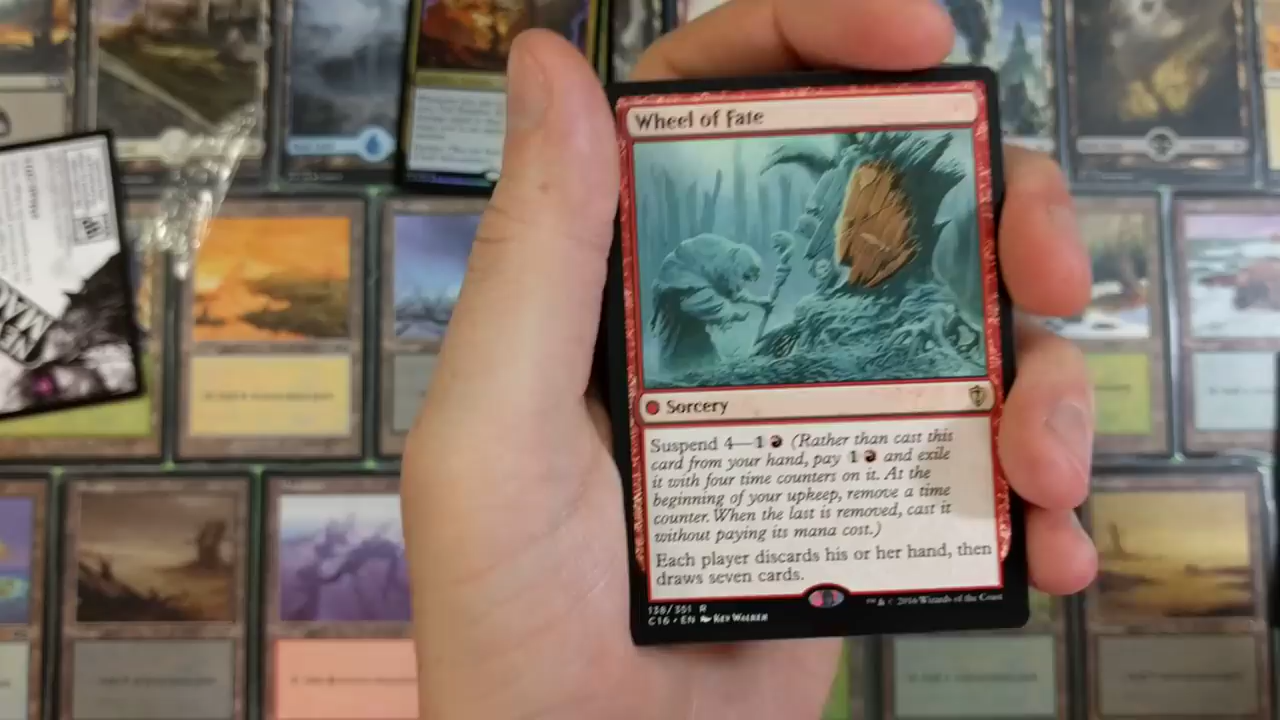 Wheel of Fate
Sorcery
Suspend 4—1 (Rather than cast this
card from your hand, pay 1 and exile
it with four time counters on it. At the
beginning of your upkeep, remove a time
counter. When the last is removed, cast it
without paying its mana cost.)
Each player discards his or her hand, then
draws seven cards.
138/351 R
C16 • EN Kev Walker
™ & © 2016 Wizards of the Coast